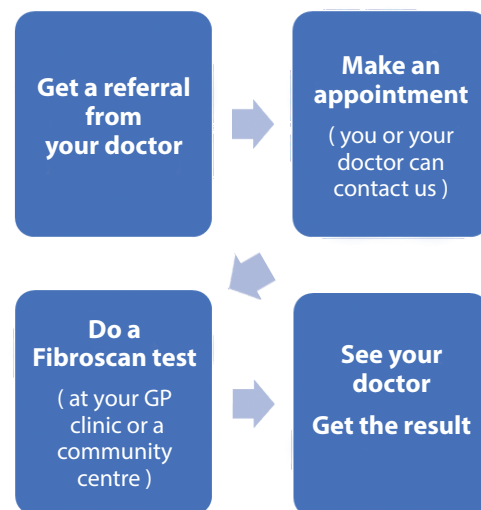 Get a referral
from
your doctor
Make an
appointment
( you or your
doctor can
contact us )
Do a
Fibroscan test
( at your GP
clinic or a
community
centre )
See your
doctor
Get the result